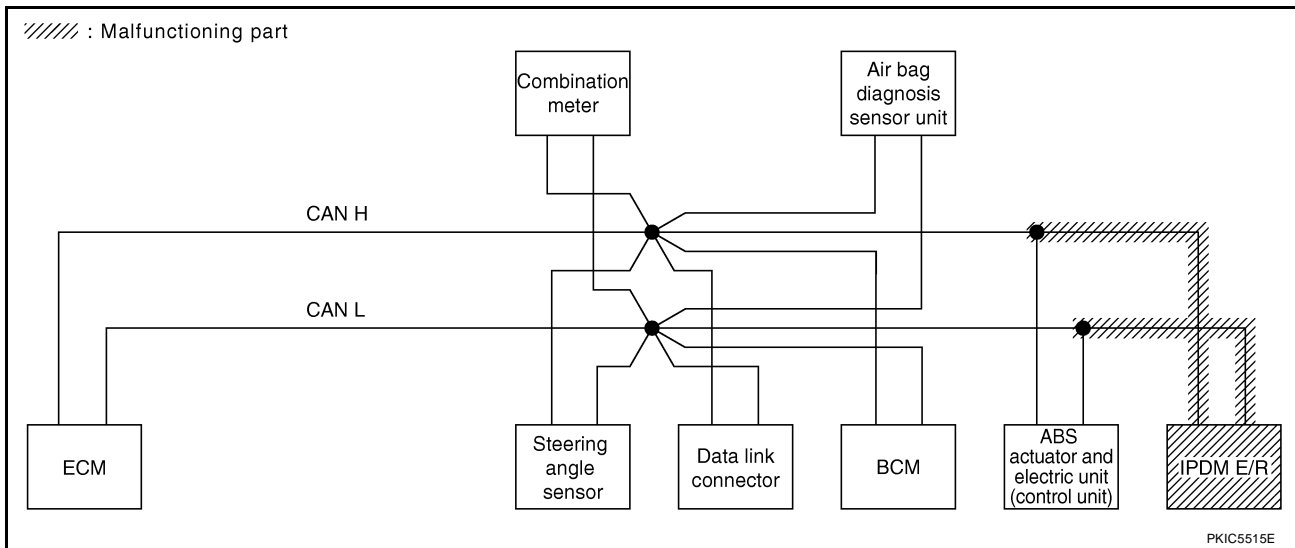 : Malfunctioning part
Combination
meter
Air bag
diagnosis
sensor unit
CAN H
CAN L
ECM
Steering
angle
sensor
Data link
connector
BCM
ABS
actuator and
electric unit
(control unit)
IPDM E/R
PKIC5515E